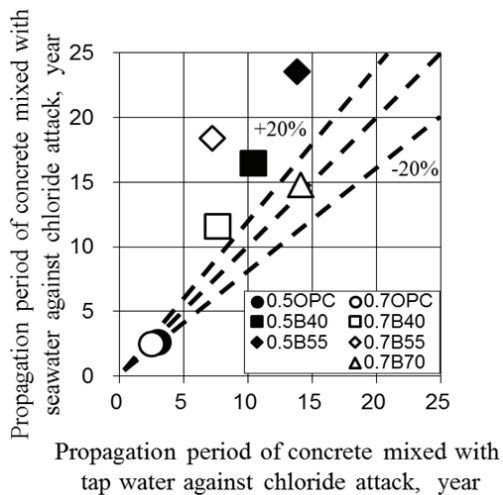 Propagation period of concrete mixed with
seawater against chloride attack, year
25
20
15
10
5
0
+20%
-20%
0.5OPC 0.7OPC
0.5B40 0.7B40
0.5B55 0.7B55
0.7B70
0 5 10 15 20 25
Propagation period of concrete mixed with
tap water against chloride attack, year